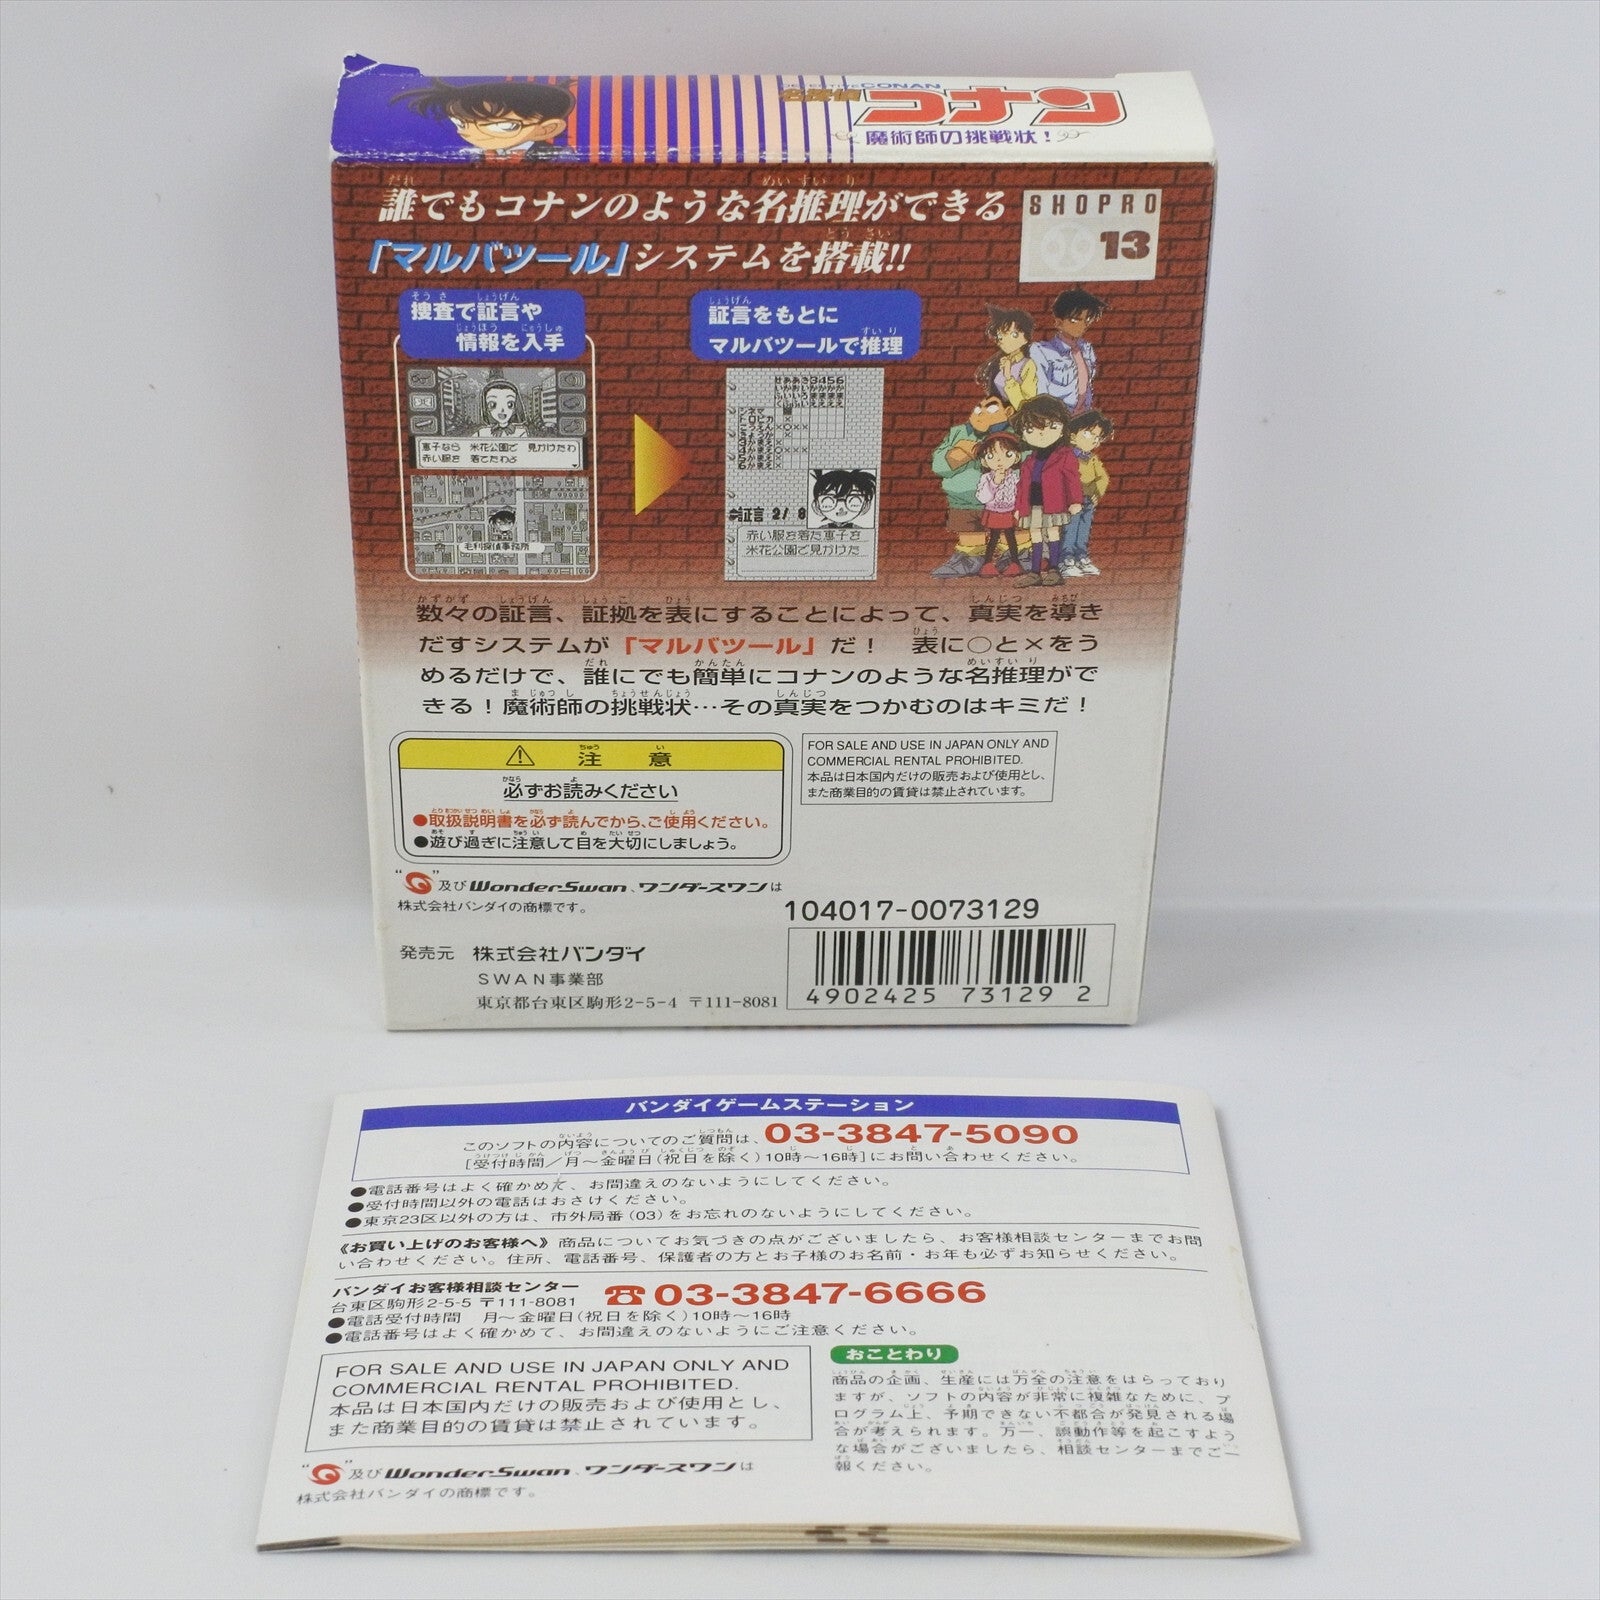 名探偵コナン
魔術師の挑戦状！
誰でもコナンのような名推理ができる
「マルバツール」システムを搭載!!
SHOPRO
13
捜査で証言や
情報を入手
証言をもとに
マルバツールで推理
恵子なら 米花公園で 見かけたわ
赤い服を 着てたわよ
毛利探偵事務所
証言 2/ 8
赤い服を着た恵子を
米花公園で見かけた
数々の証言、証拠を表にすることによって、真実を導き
だすシステムが「マルバツール」だ！ 表に○と×をう
めるだけで、誰にでも簡単にコナンのような名推理がで
きる！魔術師の挑戦状…その真実をつかむのはキミだ！
注意
必ずお読みください
●取扱説明書を必ず読んでから、ご使用ください。
●遊び過ぎに注意して目を大切にしましょう。
FOR SALE AND USE IN JAPAN ONLY AND
COMMERCIAL RENTAL PROHIBITED.
本品は日本国内だけの販売および使用とし、
また商業目的の賃貸は禁止されています。
“ ”及びWonderSwan、ワンダースワンは
株式会社バンダイの商標です。
104017-0073129
発売元 株式会社バンダイ
SWAN事業部
東京都台東区駒形2-5-4 〒111-8081
4902425 73129 2
バンダイゲームステーション
このソフトの内容についてのご質問は、03-3847-5090
[受付時間／月〜金曜日(祝日を除く)10時〜16時]にお問い合わせください。
●電話番号はよく確かめて、お間違えのないようにしてください。
●受付時間以外の電話はおさけください。
●東京23区以外の方は、市外局番(03)をお忘れのないようにしてください。
《お買い上げのお客様へ》商品についてお気づきの点がございましたら、お客様相談センターまでお問
い合わせください。住所、電話番号、保護者の方とお子様のお名前・お年も必ずお知らせください。
バンダイお客様相談センター
☎03-3847-6666
台東区駒形2-5-5 〒111-8081
●電話受付時間 月〜金曜日(祝日を除く)10時〜16時
●電話番号はよく確かめて、お間違えのないようにご注意ください。
FOR SALE AND USE IN JAPAN ONLY AND
COMMERCIAL RENTAL PROHIBITED.
本品は日本国内だけの販売および使用とし、
また商業目的の賃貸は禁止されています。
おことわり
商品の企画、生産には万全の注意をはらっており
ますが、ソフトの内容が非常に複雑なために、プ
ログラム上、予期できない不都合が発見される場
合が考えられます。万一、誤動作等を起こすよう
な場合がございましたら、相談センターまでご一
報ください。
“ ”及びWonderSwan、ワンダースワンは
株式会社バンダイの商標です。